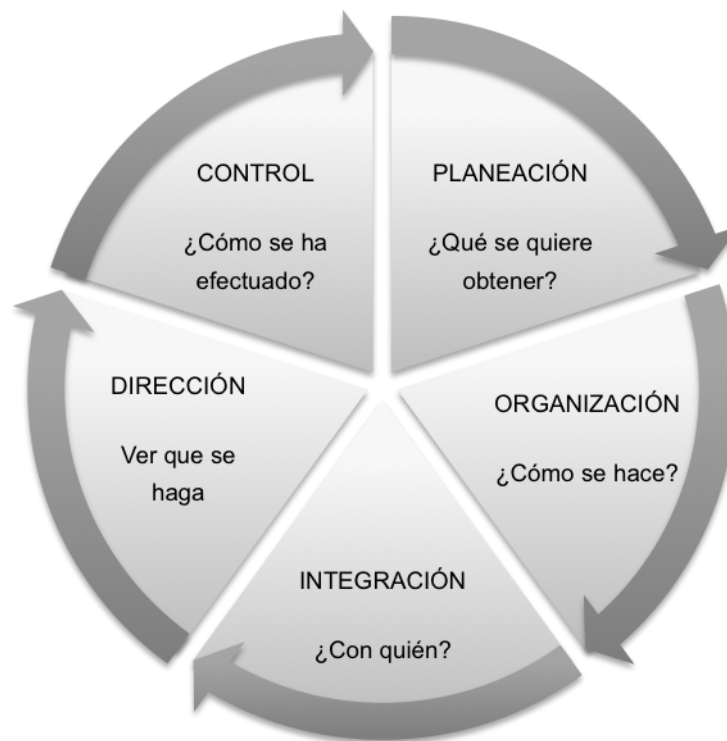 CONTROL
¿Cómo se ha
efectuado?
PLANEACIÓN
¿Qué se quiere
obtener?
ORGANIZACIÓN
¿Cómo se hace?
INTEGRACIÓN
¿Con quién?
DIRECCIÓN
Ver que se
haga